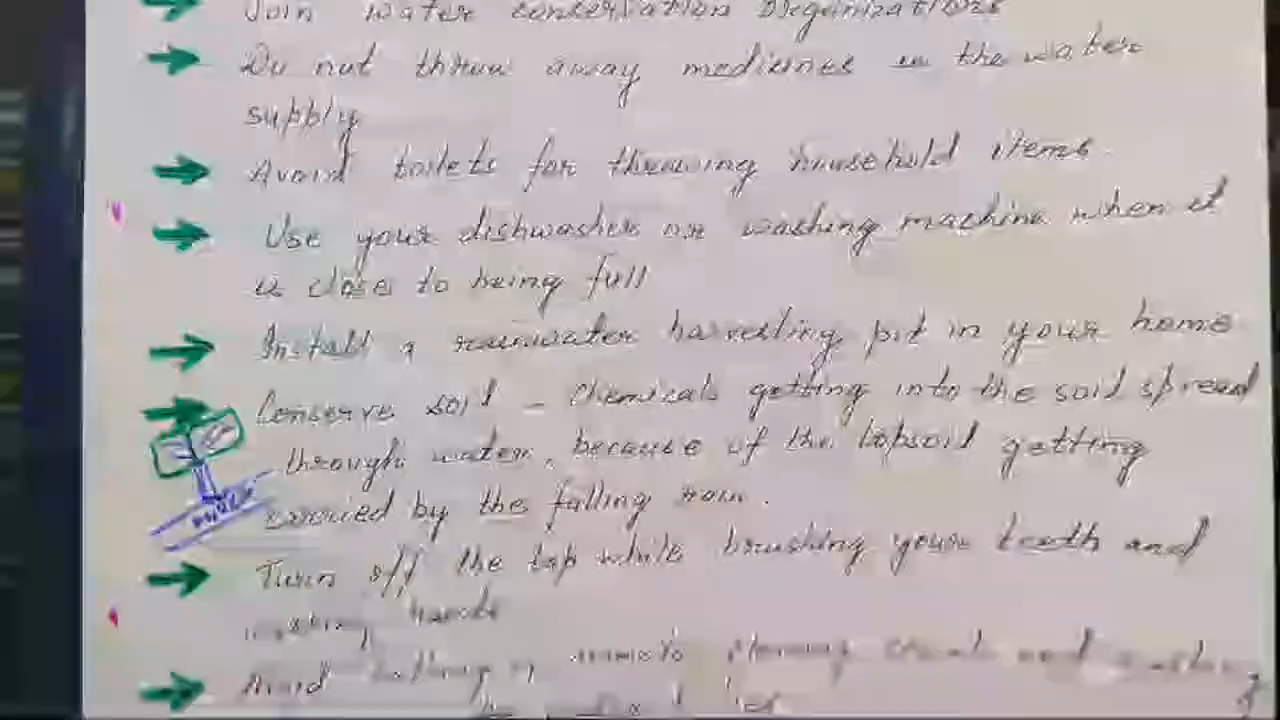 Join water conservation organizations
Do not throw away medicines in the water
supply
Avoid toilets for throwing household items.
Use your dishwasher or washing machine when it
is close to being full
Install a rainwater harvesting pit in your home
Conserve soil - Chemicals getting into the soil spread
through water, because of the topsoil getting
carried by the falling rain.
Turn off the tap while brushing your teeth and
washing hands
Avoid